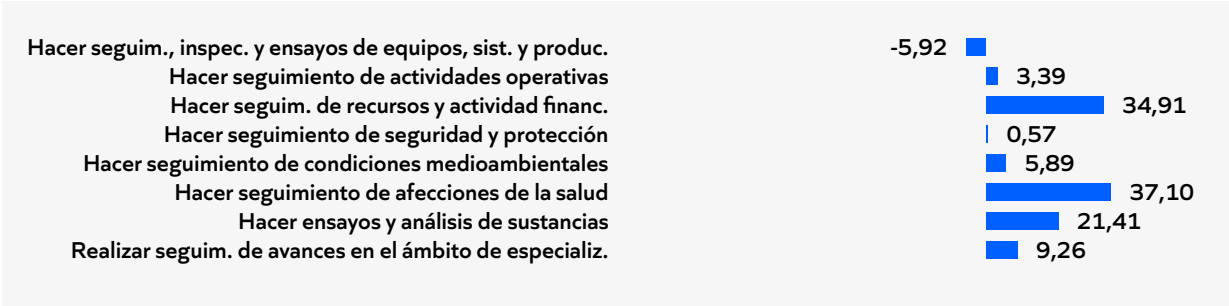 Hacer seguim., inspec. y ensayos de equipos, sist. y produc. -5,92
Hacer seguimiento de actividades operativas 3,39
Hacer seguim. de recursos y actividad financ. 34,91
Hacer seguimiento de seguridad y protección 0,57
Hacer seguimiento de condiciones medioambientales 5,89
Hacer seguimiento de afecciones de la salud 37,10
Hacer ensayos y análisis de sustancias 21,41
Realizar seguim. de avances en el ámbito de especializ. 9,26